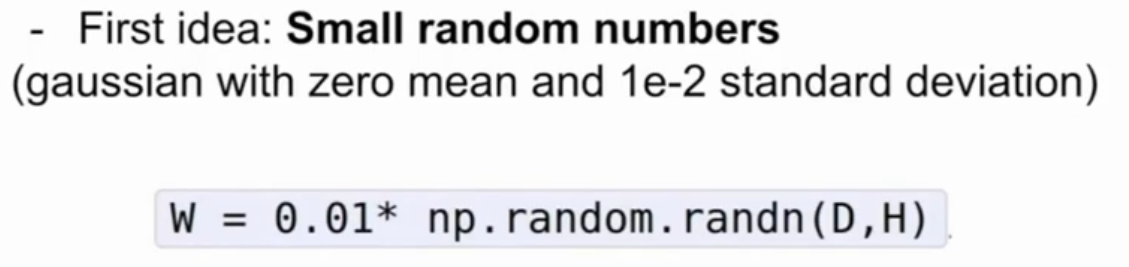 - First idea: Small random numbers
(gaussian with zero mean and 1e-2 standard deviation)
W = 0.01* np.random.randn(D,H)